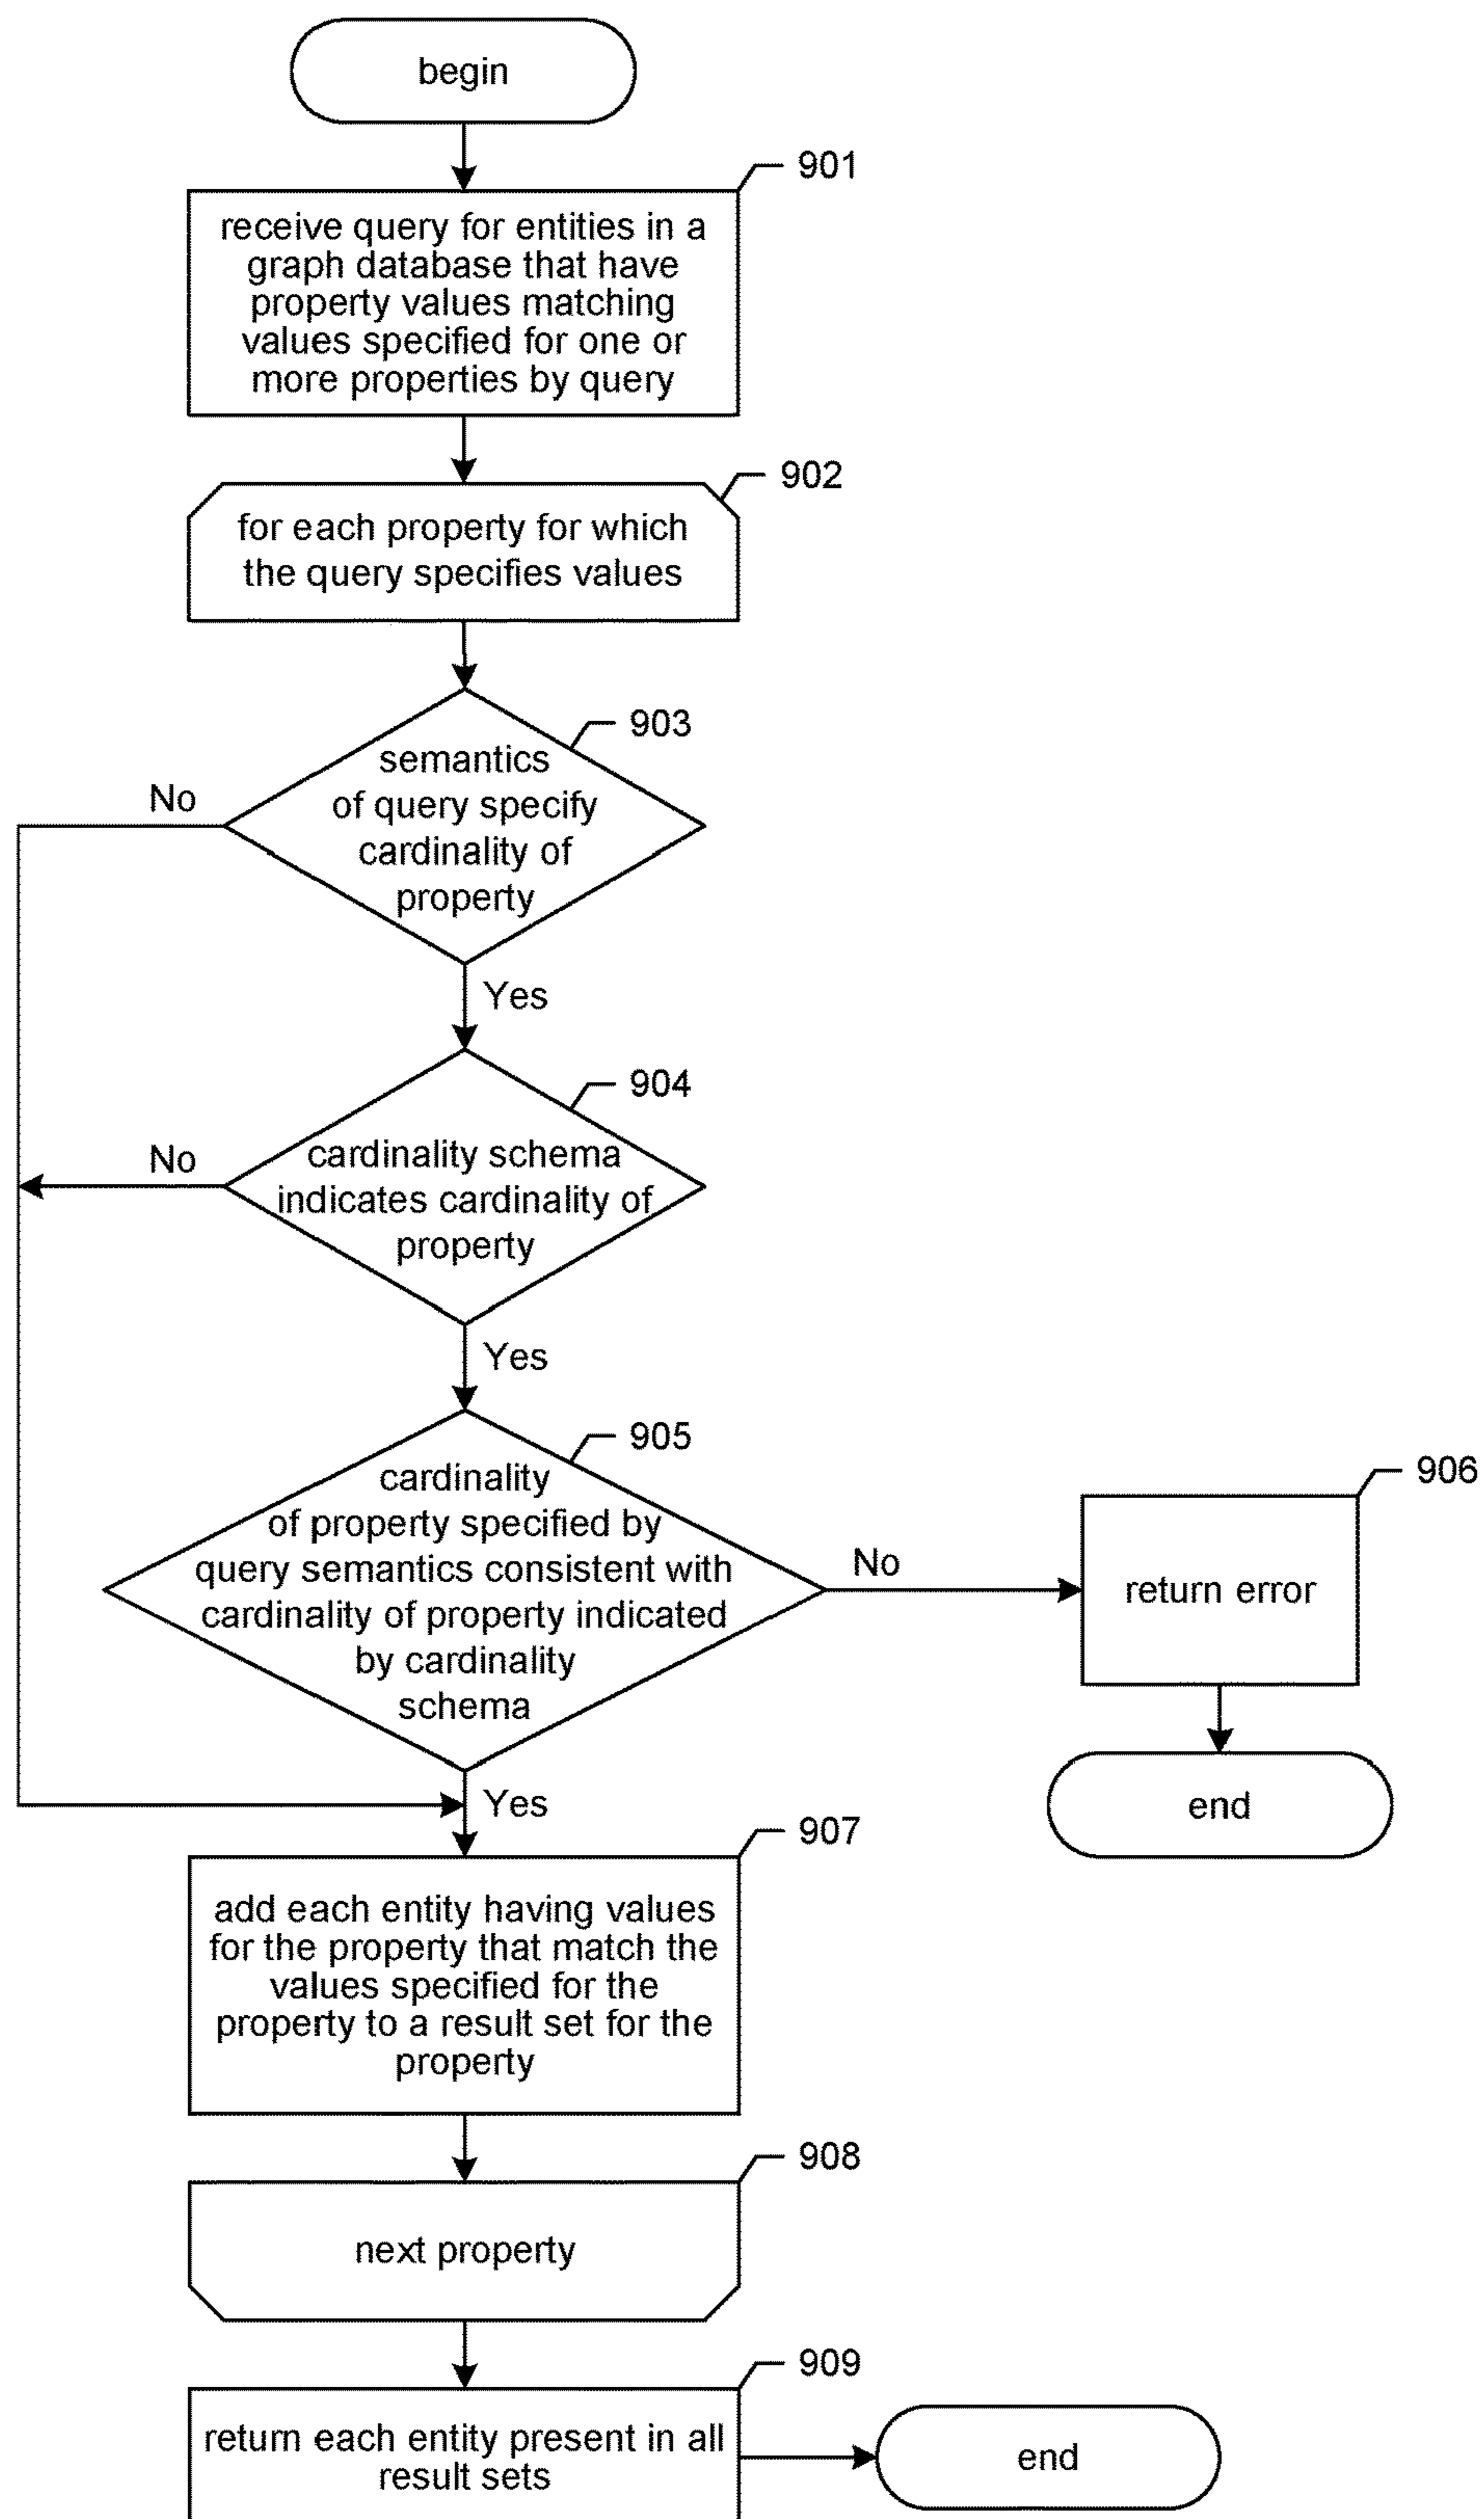 begin
901
receive query for entities in a
graph database that have
property values matching
values specified for one or
more properties by query
902
for each property for which
the query specifies values
903
semantics
of query specify
cardinality of
property
No
Yes
904
cardinality schema
indicates cardinality of
property
No
Yes
905
cardinality
of property specified by
query semantics consistent with
cardinality of property indicated
by cardinality
schema
No
906
return error
end
Yes
907
add each entity having values
for the property that match the
values specified for the
property to a result set for the
property
908
next property
909
return each entity present in all
result sets
end